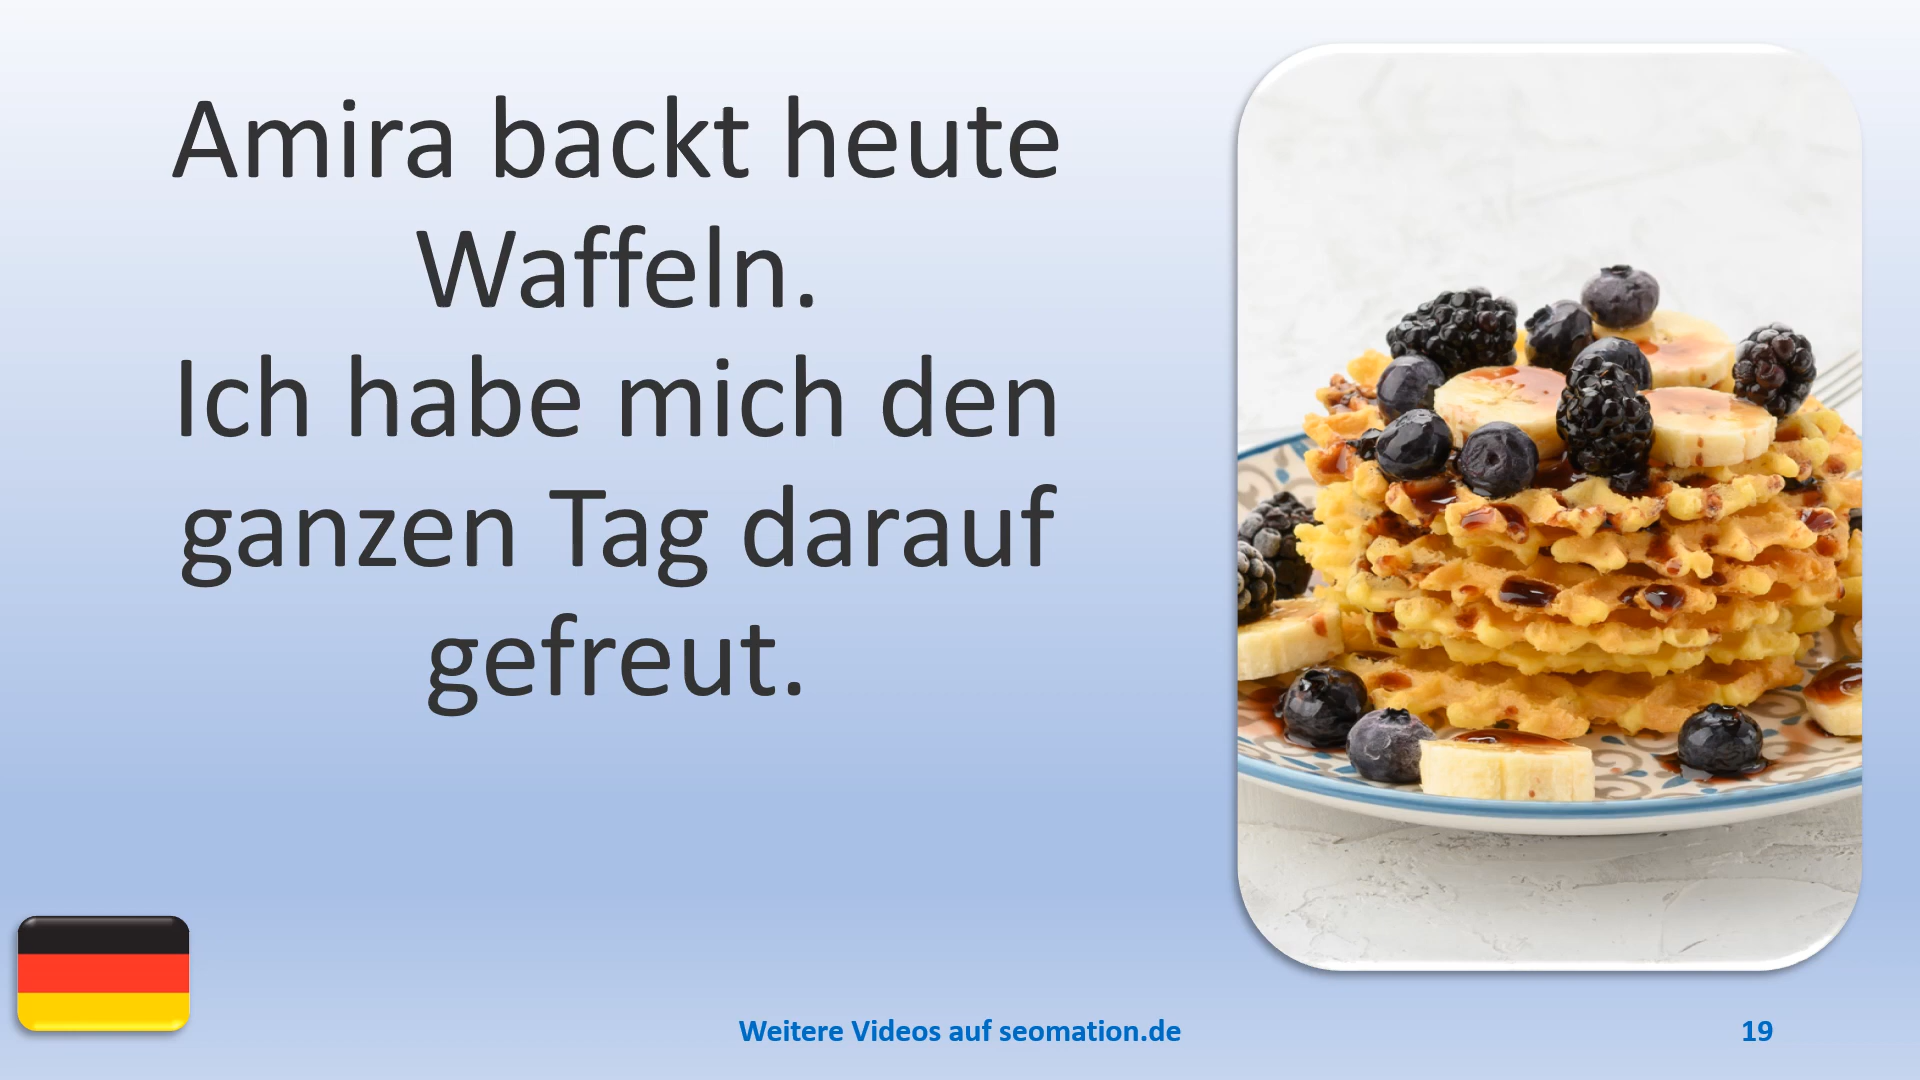 Amira backt heute
Waffeln.
Ich habe mich den
ganzen Tag darauf
gefreut.
Weitere Videos auf seomation.de
19